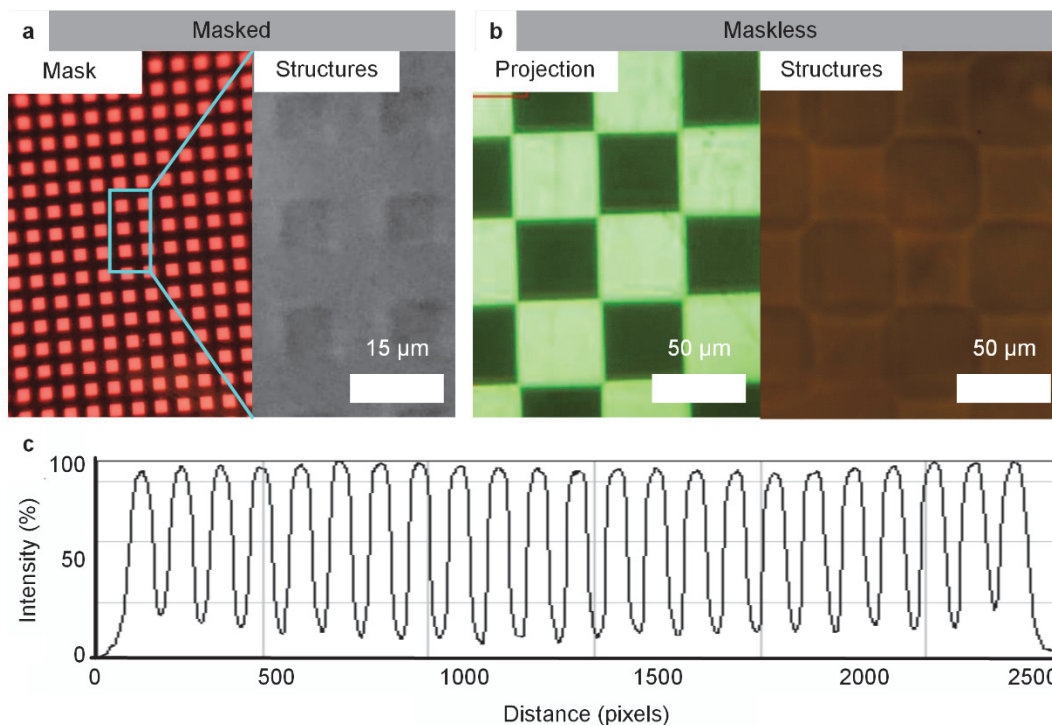 a Masked
Mask
Structures
15 μm
b Maskless
Projection
Structures
50 μm
50 μm
c
100
50
0
Intensity (%)
0 500 1000 1500 2000 2500
Distance (pixels)